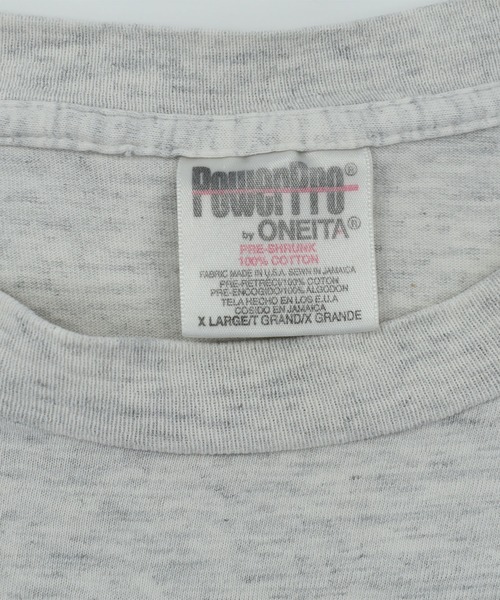 PowerPro®
by ONEITA®
PRE-SHRUNK
100% COTTON
FABRIC MADE IN U.S.A. SEWN IN JAMAICA
PRE-RETRECI/100% COTON
PRE-ENCOGIDO/100% ALGODON
TELA HECHO EN LOS E.U.A
COSIDO EN JAMAICA
X LARGE/T GRAND/X GRANDE